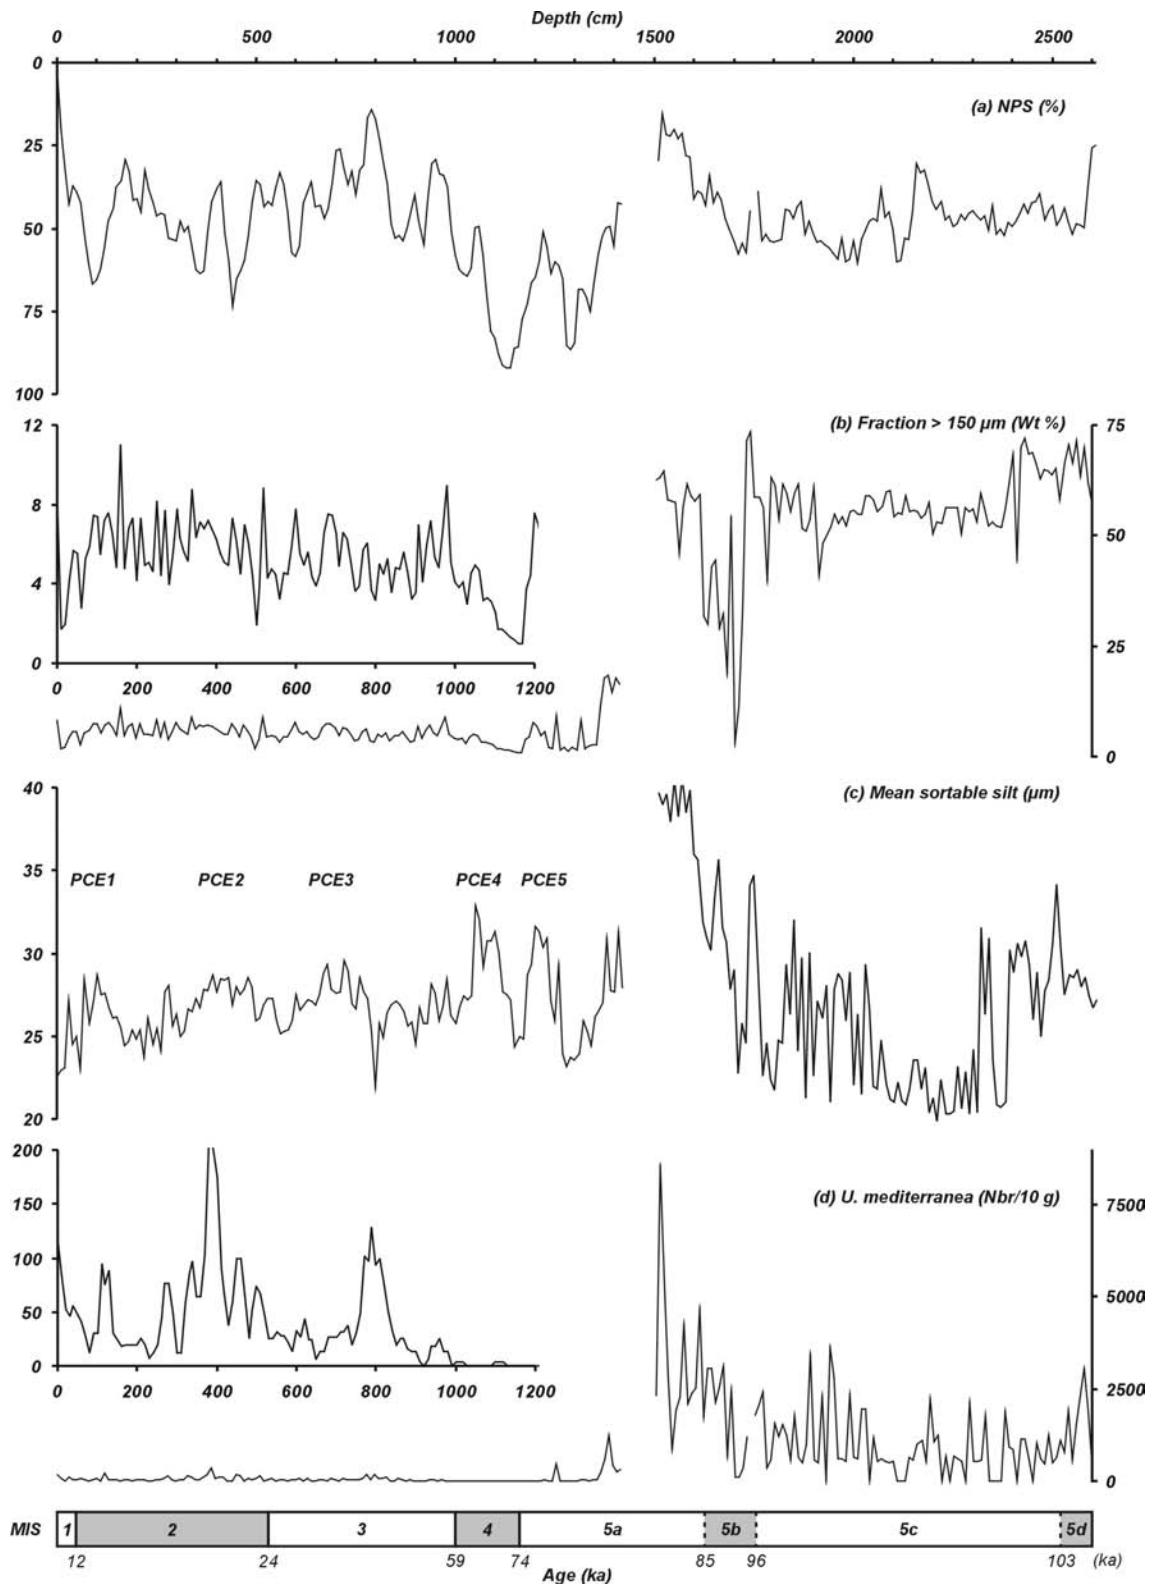 Depth (cm)
0 500 1000 1500 2000 2500
0
(a) NPS (%)
25
50
75
100
12 (b) Fraction > 150 µm (Wt %) 75
8
50
4
25
0
0 200 400 600 800 1000 1200
0
40 (c) Mean sortable silt (µm)
35
PCE1 PCE2 PCE3 PCE4 PCE5
30
25
20
200
(d) U. mediterranea (Nbr/10 g) 7500
150
100
5000
50
0
2500
0 200 400 600 800 1000 1200
0
MIS 1 2 3 4 5a 5b 5c 5d
12 24 59 74 85 96 103 (ka)
Age (ka)